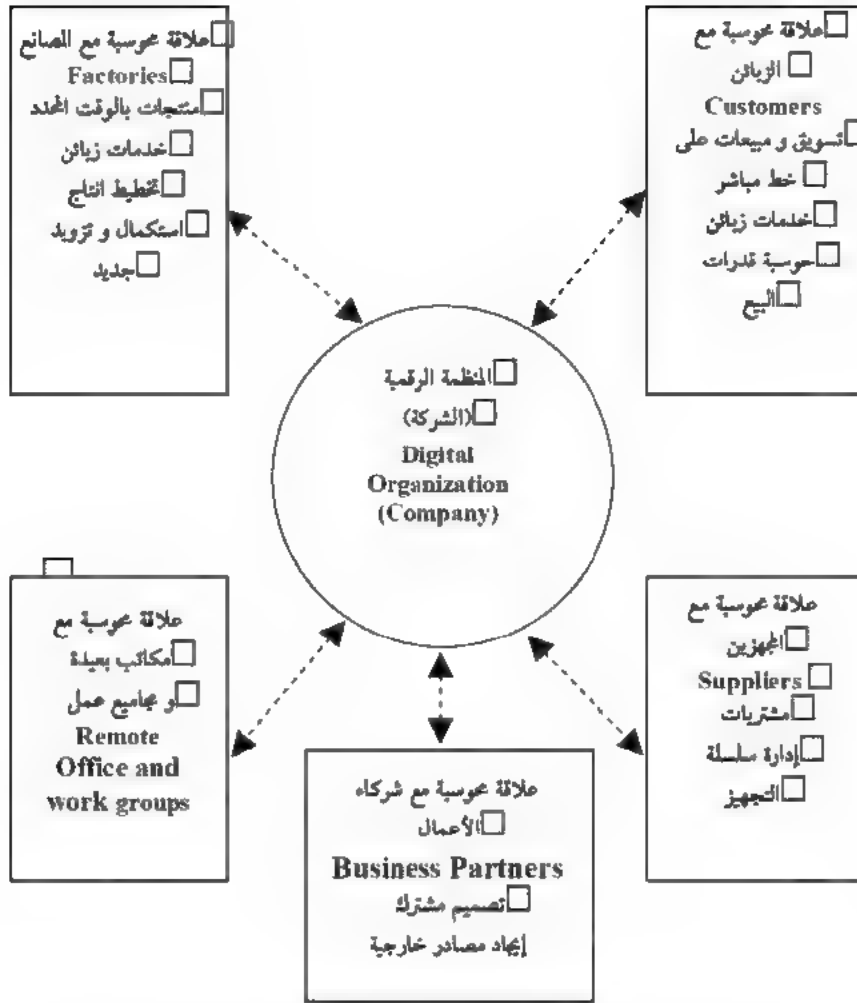 علاقة محوسبة مع المصانع
Factories
منتجات بالوقت المحدد
خدمات زبائن
تخطيط انتاج
استكمال و تزويد
جديد
علاقة محوسبة مع
الزبائن
Customers
تسويق و مبيعات على
خط مباشر
خدمات زبائن
حوسبة قدرات
البيع
المنظمة الرقمية
(الشركة)
Digital
Organization
(Company)
علاقة محوسبة مع
مكاتب بعيدة
و مجاميع عمل
Remote
Office and
work groups
علاقة محوسبة مع شركاء
الأعمال
Business Partners
تصميم مشترك
إيجاد مصادر خارجية
علاقة محوسبة مع
المجهزين
Suppliers
مشتريات
إدارة سلسلة
التجهيز